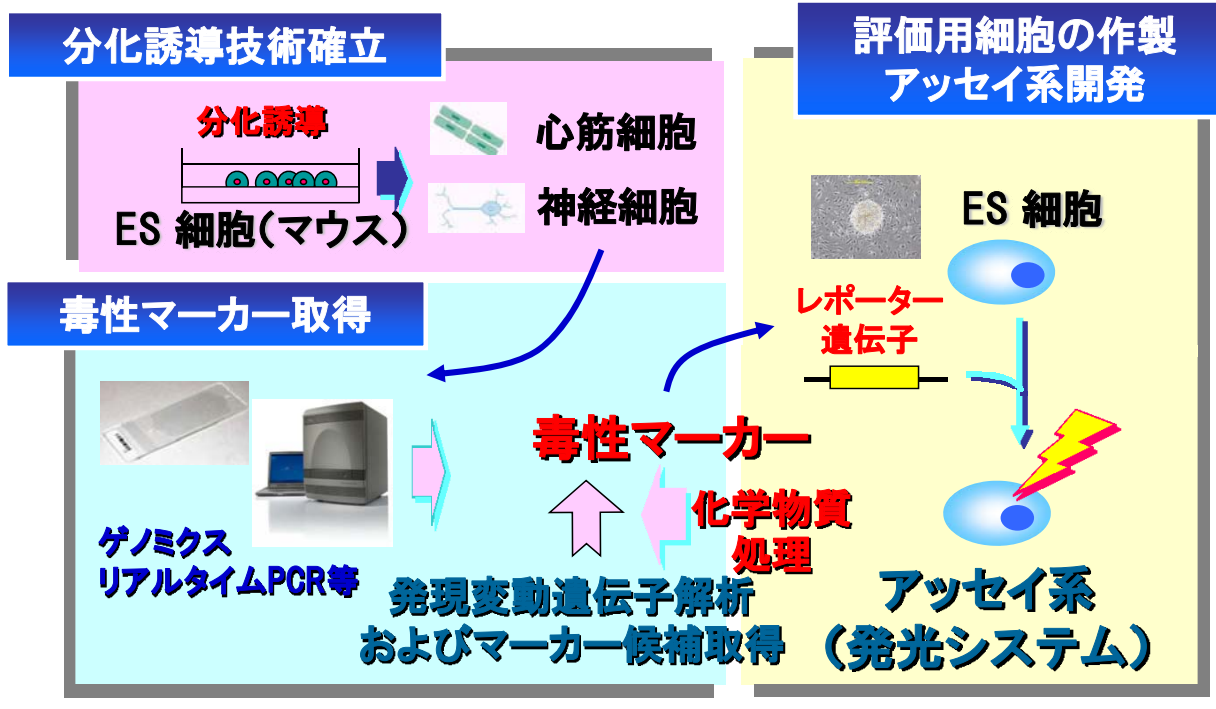 分化誘導技術確立
分化誘導
ES 細胞(マウス)
心筋細胞
神経細胞
毒性マーカー取得
ゲノミクス
リアルタイムPCR等
毒性マーカー
化学物質
処理
発現変動遺伝子解析
およびマーカー候補取得
評価用細胞の作製
アッセイ系開発
ES 細胞
レポーター
遺伝子
アッセイ系
(発光システム)